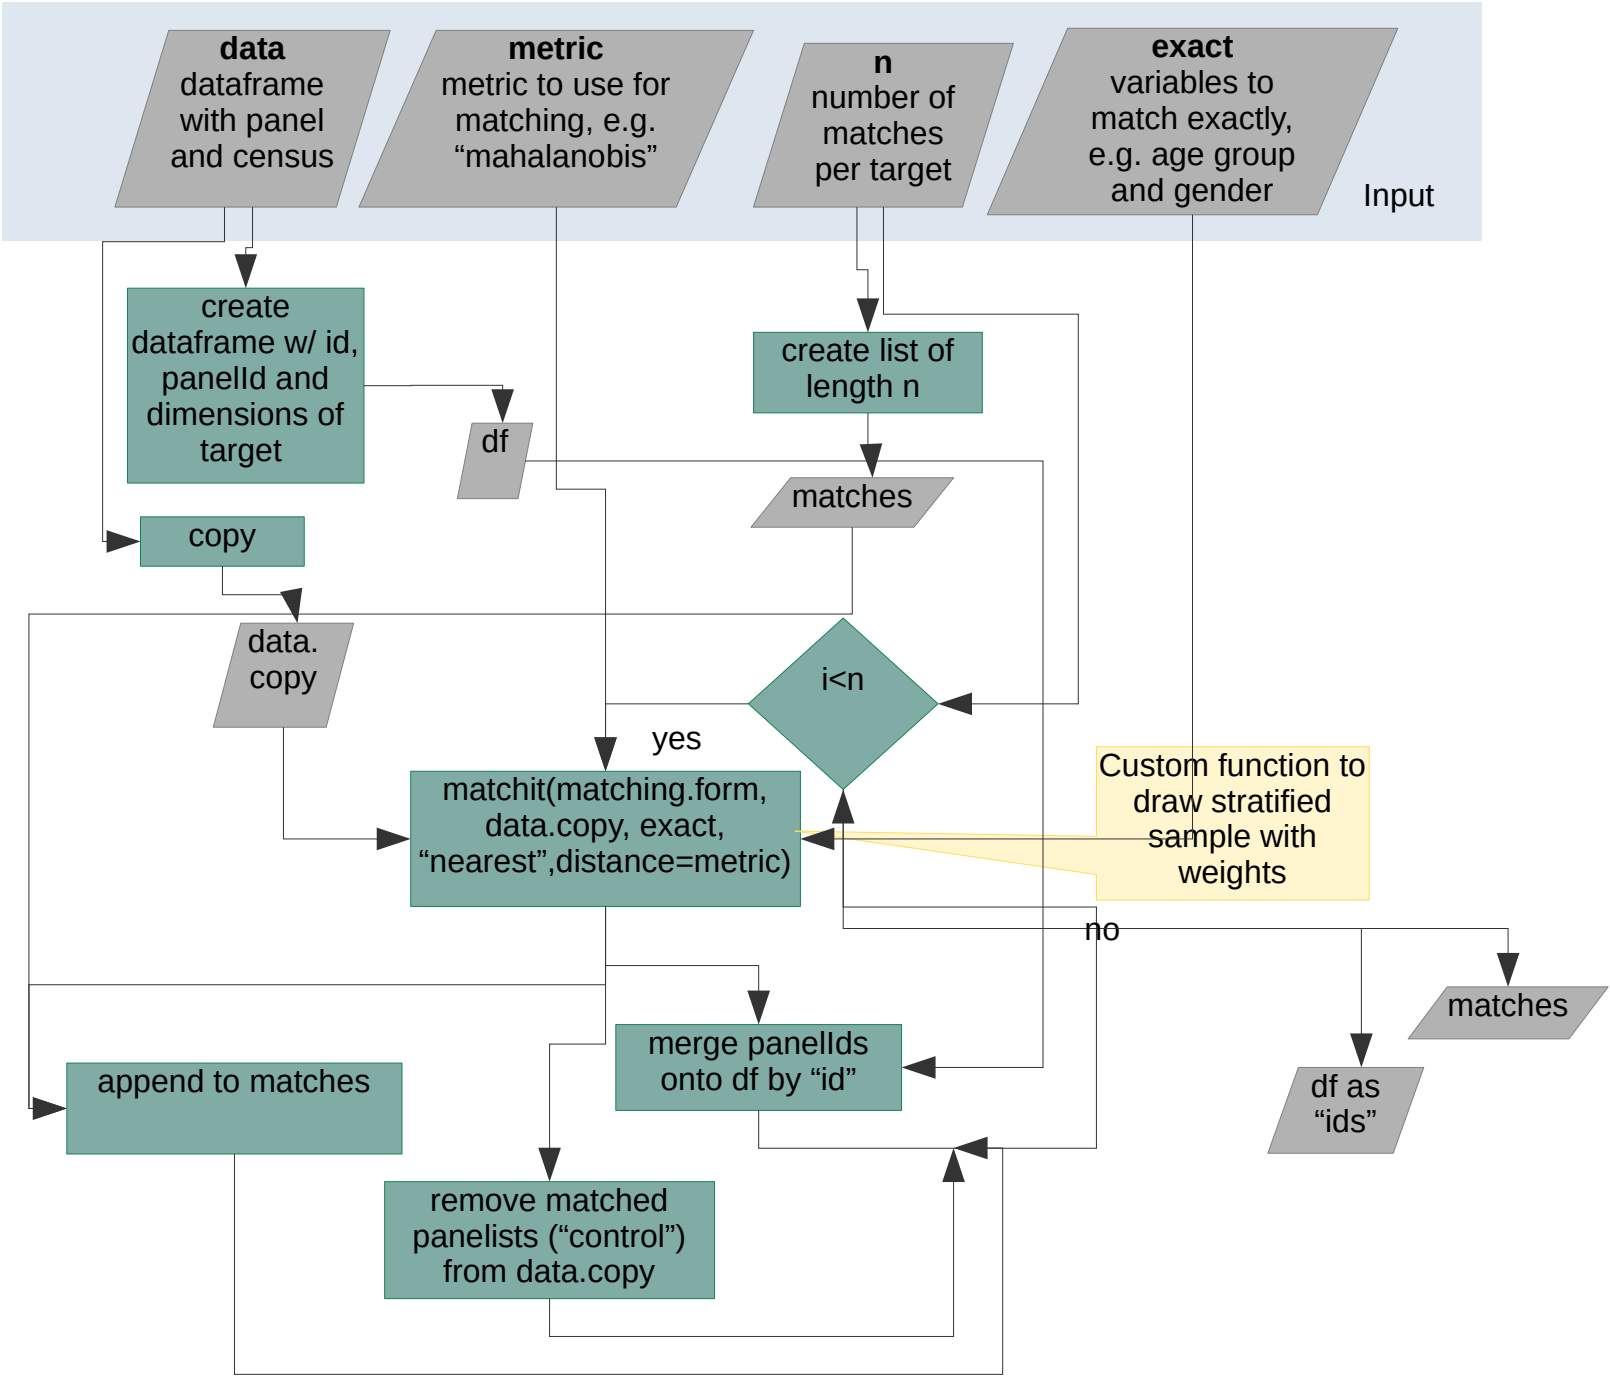 data
dataframe
with panel
and census
metric
metric to use for
matching, e.g.
“mahalanobis”
n
number of
matches
per target
exact
variables to
match exactly,
e.g. age group
and gender
Input
create
dataframe w/ id,
panelId and
dimensions of
target
create list of
length n
df
matches
copy
data.
copy
i<n
yes
matchit(matching.form,
data.copy, exact,
“nearest”,distance=metric)
Custom function to
draw stratified
sample with
weights
no
matches
merge panelIds
onto df by “id”
append to matches
df as
“ids”
remove matched
panelists (“control”)
from data.copy